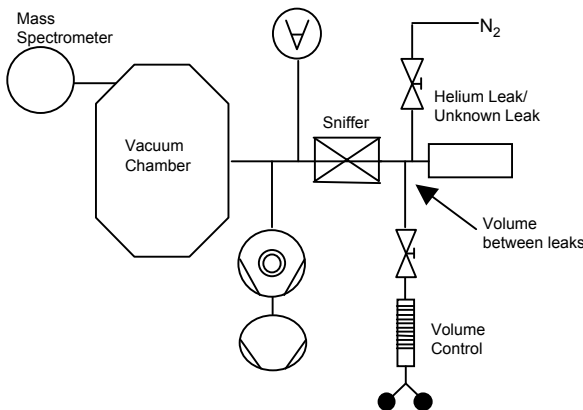 Mass
Spectrometer
N₂
Helium Leak/
Unknown Leak
Sniffer
Vacuum
Chamber
Volume
between leaks
Volume
Control